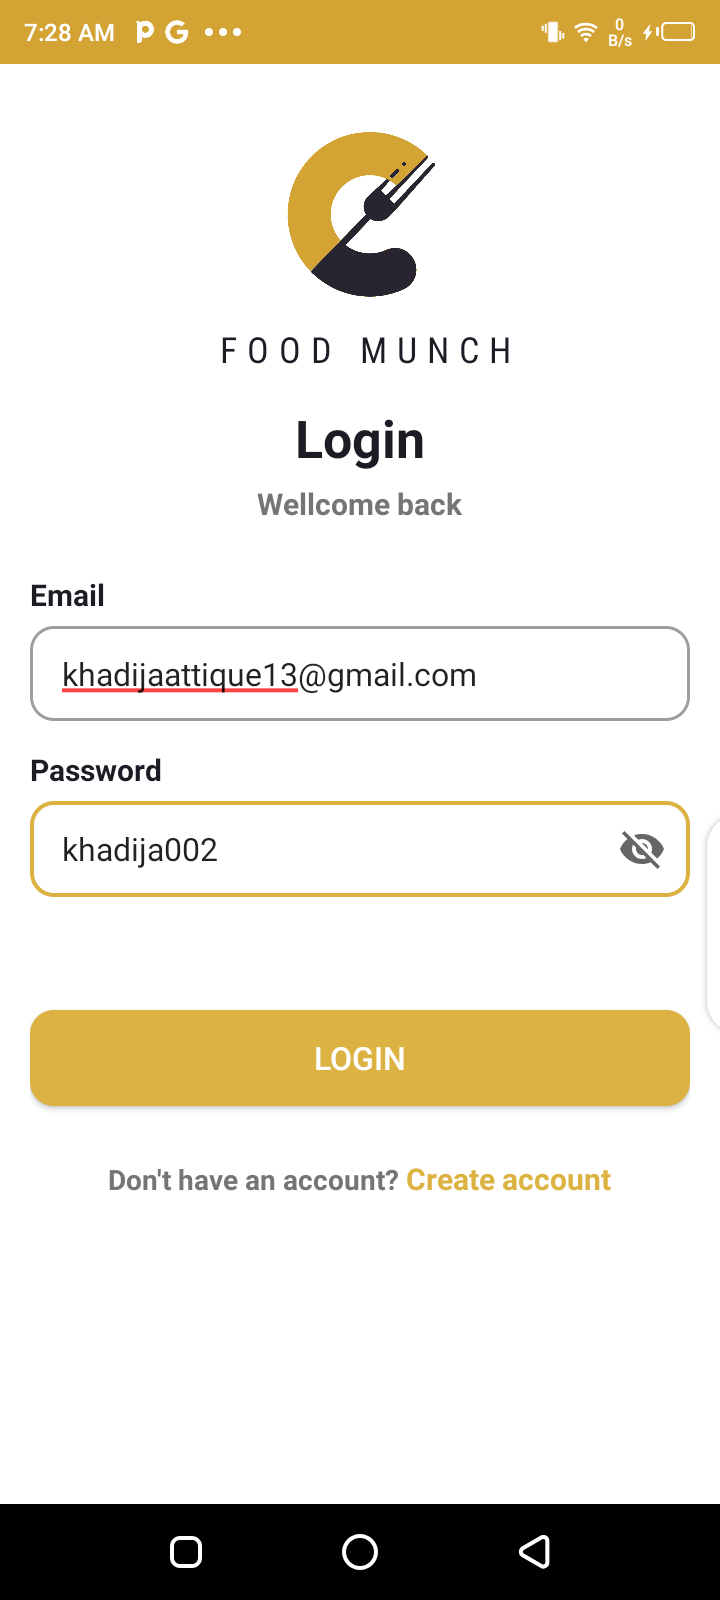 7:28 AM P G 0 B/s
FOOD MUNCH
Login
Wellcome back
Email
khadijaattique13@gmail.com
Password
khadija002
LOGIN
Don't have an account? Create account